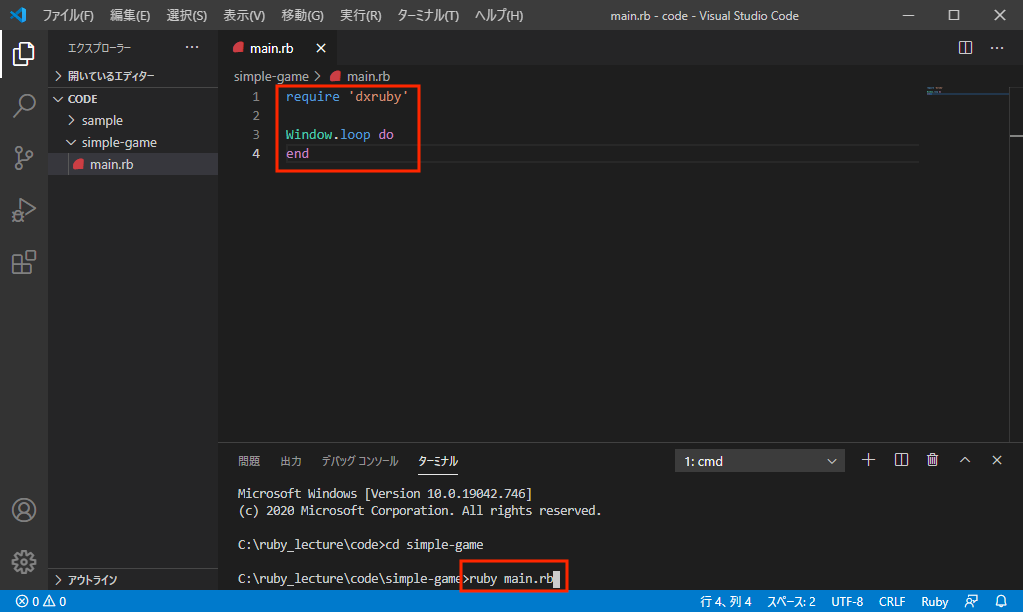 ファイル(F) 編集(E) 選択(S) 表示(V) 移動(G) 実行(R) ターミナル(T) ヘルプ(H) main.rb - code - Visual Studio Code
エクスプローラー ···
開いているエディター
CODE
sample
simple-game
main.rb
アウトライン
main.rb
simple-game > main.rb
1 require 'dxruby'
2
3 Window.loop do
4 end
問題 出力 デバッグ コンソール ターミナル 1: cmd
Microsoft Windows [Version 10.0.19042.746]
(c) 2020 Microsoft Corporation. All rights reserved.
C:\ruby_lecture\code>cd simple-game
C:\ruby_lecture\code\simple-game>ruby main.rb
0 0 行 4、列 4 スペース: 2 UTF-8 CRLF Ruby